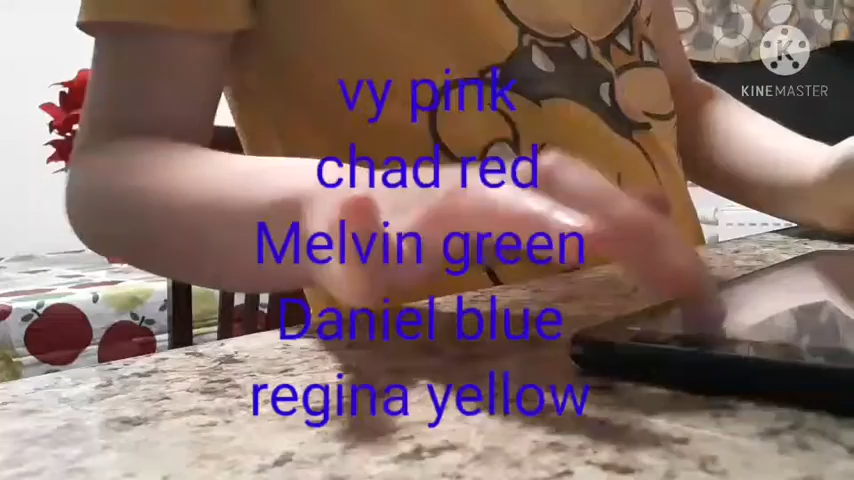 KINEMASTER
vy pink
chad red
Melvin green
Daniel blue
regina yellow